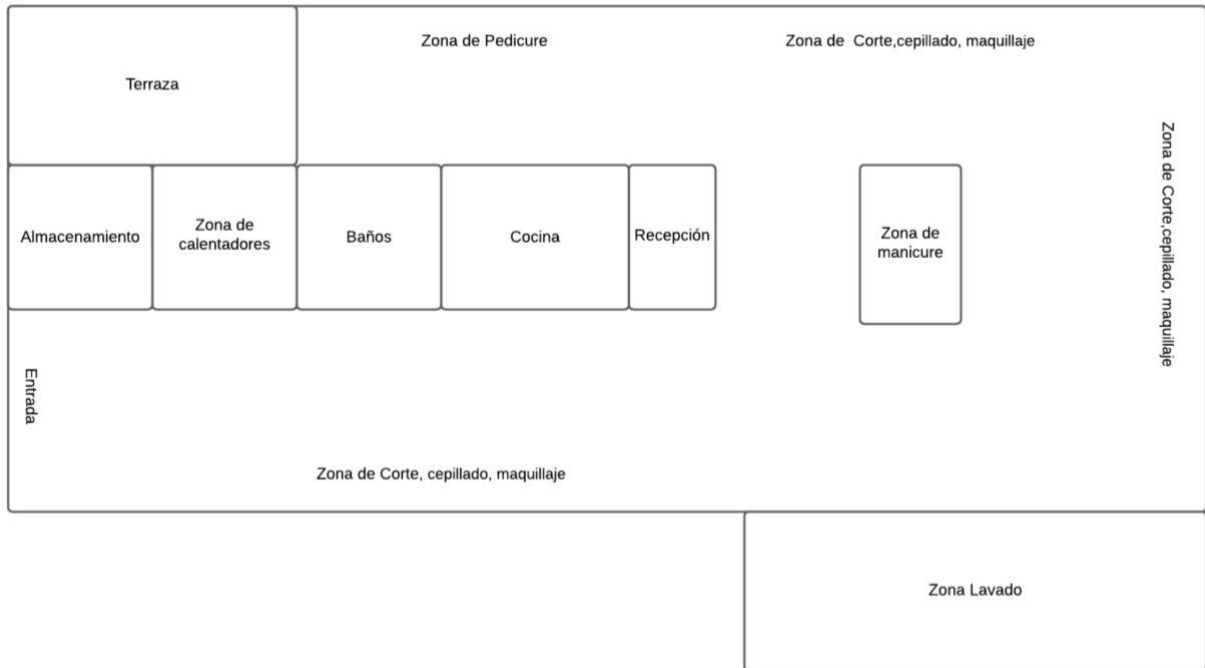 Zona de Pedicure
Zona de Corte,cepillado, maquillaje
Terraza
Zona de Corte,cepillado, maquillaje
Almacenamiento
Zona de
calentadores
Baños
Cocina
Recepción
Zona de
manicure
Entrada
Zona de Corte, cepillado, maquillaje
Zona Lavado